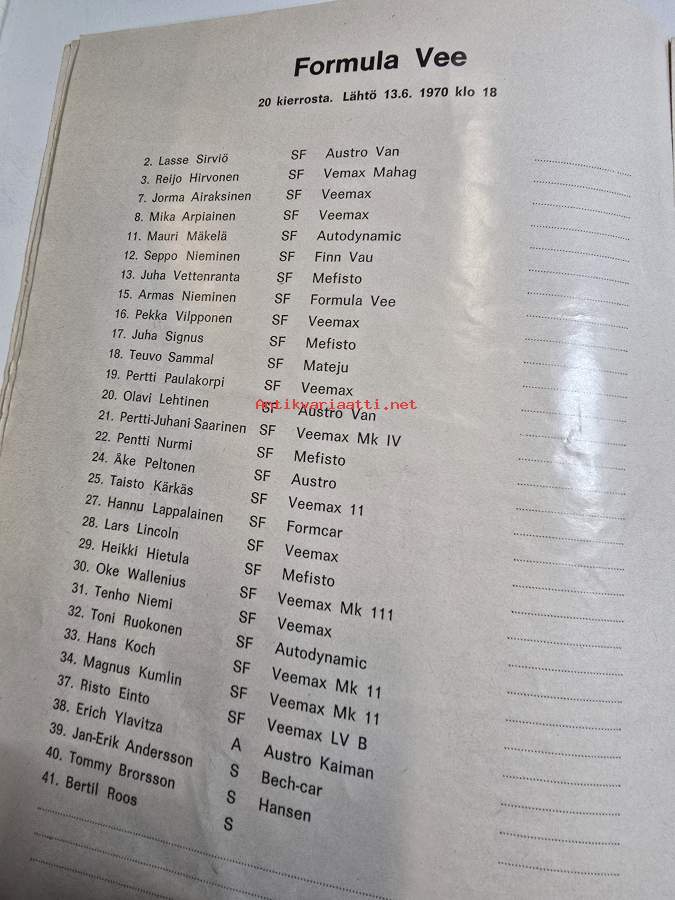 Formula Vee
20 kierrosta. Lähtö 13.6. 1970 klo 18
2. Lasse Sirviö SF Austro Van
3. Reijo Hirvonen SF Vemax Mahag
7. Jorma Airaksinen SF Veemax
8. Mika Arpiainen SF Veemax
11. Mauri Mäkelä SF Autodynamic
12. Seppo Nieminen SF Finn Vau
13. Juha Vettenranta SF Mefisto
15. Armas Nieminen SF Formula Vee
16. Pekka Vilpponen SF Veemax
17. Juha Signus SF Mefisto
18. Teuvo Sammal SF Mateju
19. Pertti Paulakorpi SF Veemax
20. Olavi Lehtinen SF Austro Van
Artikvariaatti.net
21. Pertti-Juhani Saarinen SF Veemax Mk IV
22. Pentti Nurmi SF Mefisto
24. Åke Peltonen SF Austro
25. Taisto Kärkäs SF Veemax 11
27. Hannu Lappalainen SF Formcar
28. Lars Lincoln SF Veemax
29. Heikki Hietula SF Mefisto
30. Oke Wallenius SF Veemax Mk 111
31. Tenho Niemi SF Veemax
32. Toni Ruokonen SF Autodynamic
33. Hans Koch SF Veemax Mk 11
34. Magnus Kumlin SF Veemax Mk 11
37. Risto Einto SF Veemax LV B
38. Erich Ylavitza A Austro Kaiman
39. Jan-Erik Andersson S Bech-car
40. Tommy Brorsson S Hansen
41. Bertil Roos S